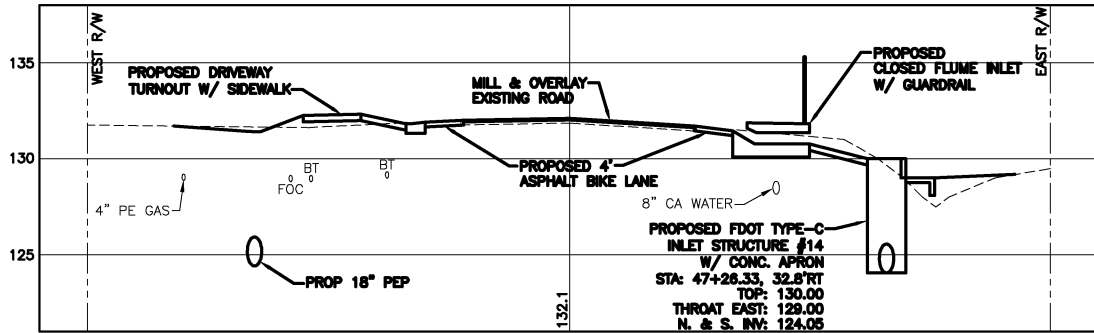 135
130
125
WEST R/W
EAST R/W
PROPOSED DRIVEWAY
TURNOUT W/ SIDEWALK
MILL & OVERLAY
EXISTING ROAD
PROPOSED
CLOSED FLUME INLET
W/ GUARDRAIL
PROPOSED 4'
ASPHALT BIKE LANE
BT
BT
FOC
4" PE GAS
8" CA WATER
PROP 18" PEP
132.1
PROPOSED FDOT TYPE-C
INLET STRUCTURE #14
W/ CONC. APRON
STA: 47+26.33, 32.8'RT
TOP: 130.00
THROAT EAST: 129.00
N. & S. INV: 124.05